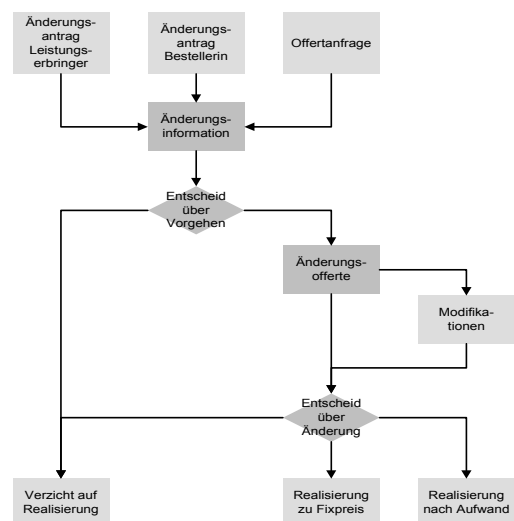 Änderungs-
antrag
Leistungs-
erbringer
Änderungs-
antrag
Bestellerin
Offertanfrage
Änderungs-
information
Entscheid
über
Vorgehen
Änderungs-
offerte
Modifika-
tionen
Entscheid
über
Änderung
Verzicht auf
Realisierung
Realisierung
zu Fixpreis
Realisierung
nach Aufwand